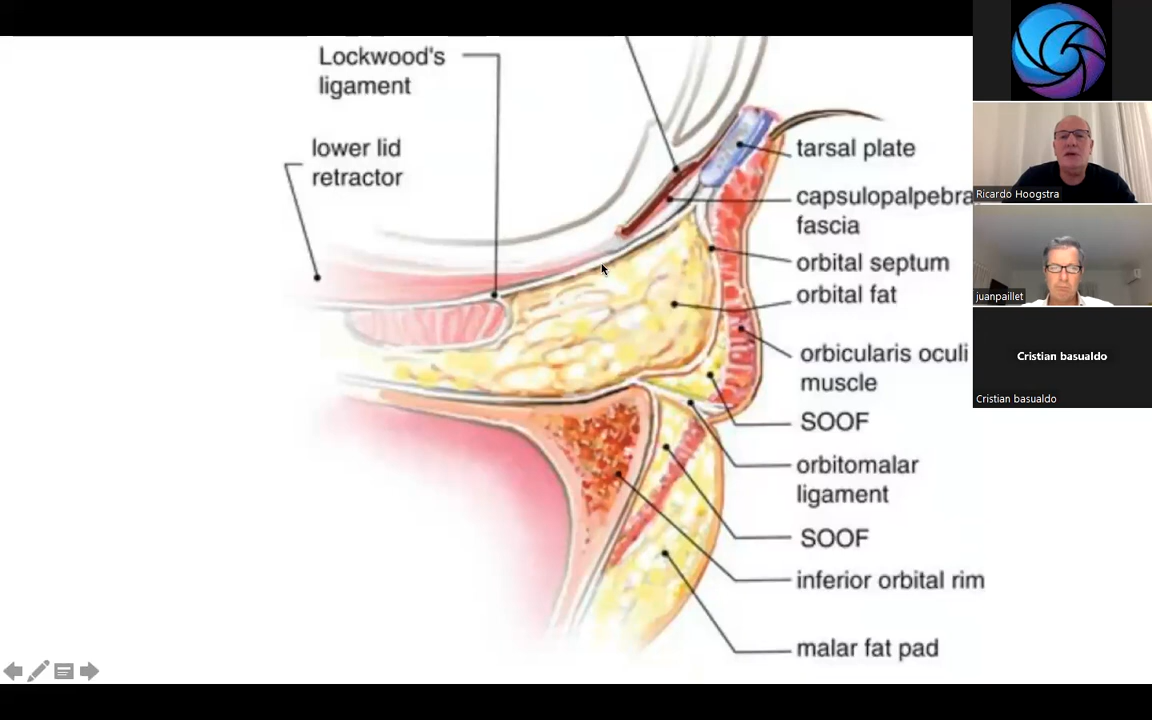 Lockwood's
ligament
lower lid
retractor
tarsal plate
capsulopalpebra
fascia
orbital septum
orbital fat
orbicularis oculi
muscle
SOOF
orbitomalar
ligament
SOOF
inferior orbital rim
malar fat pad
Ricardo Hoogstra
juanpaillet
Cristian basualdo
Cristian basualdo